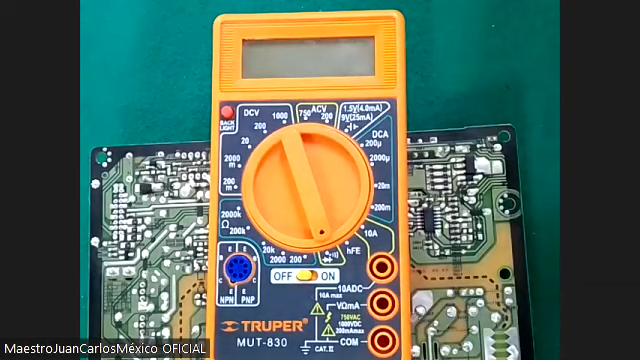 DCV
1000
750
ACV
200
1.5V(4.0mA)
9V(25mA)
BACK
LIGHT
200
20
2000
m
200
m
DCA
200µ
2000µ
20m
200m
2000k
Ω
200k
20k
2000
200
10A
hFE
E
E
B
B
C
C
E
E
NPN
PNP
OFF
ON
10ADC
10A max
VΩmA
750VAC
1000VDC
200mAmax
TRUPER®
MUT-830
CAT. II
COM
MaestroJuanCarlosMéxico OFICIAL